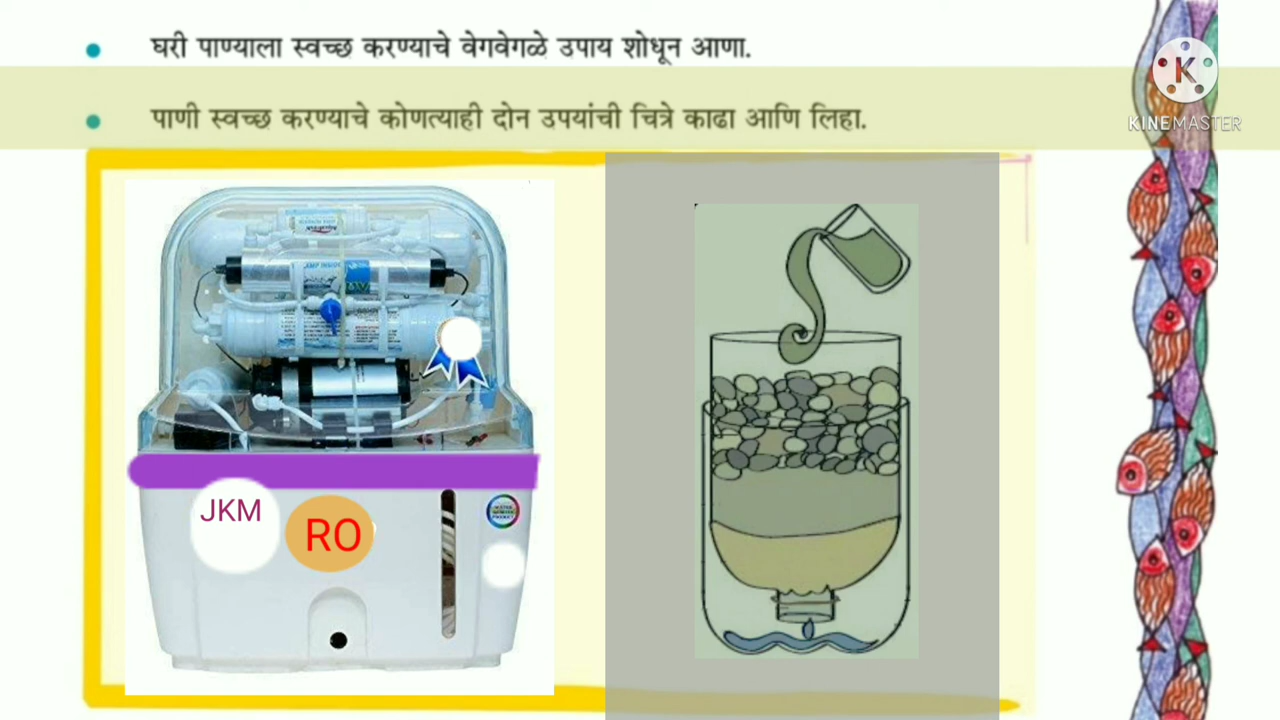 घरी पाण्याला स्वच्छ करण्याचे वेगवेगळे उपाय शोधून आणा.
पाणी स्वच्छ करण्याचे कोणत्याही दोन उपयांची चित्रे काढा आणि लिहा.
KINEMASTER
JKM
RO